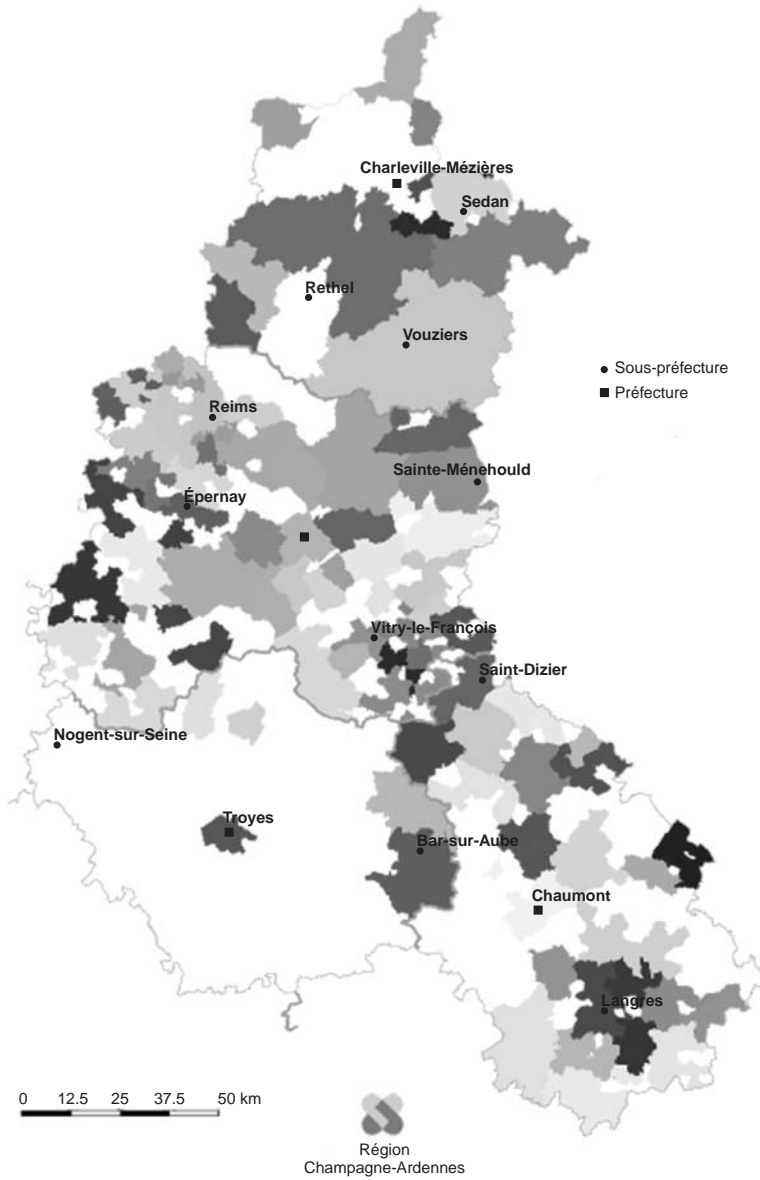 Charleville-Mézières
Sedan
Rethel
Vouziers
Sous-préfecture
Préfecture
Reims
Sainte-Ménehould
Épernay
Vitry-le-François
Saint-Dizier
Nogent-sur-Seine
Troyes
Bar-sur-Aube
Chaumont
Langres
0 12.5 25 37.5 50 km
Région
Champagne-Ardennes